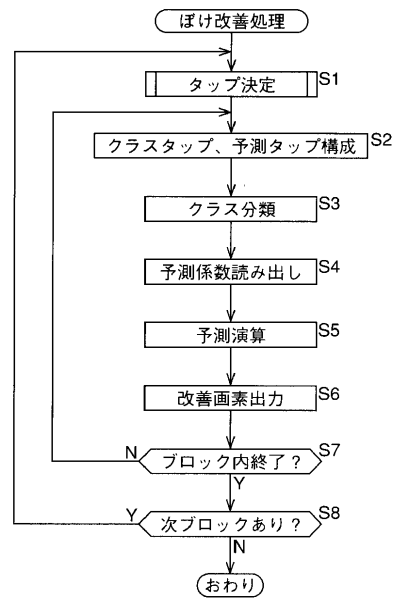 ぼけ改善処理
タップ決定 S1
クラスタップ、予測タップ構成 S2
クラス分類 S3
予測係数読み出し S4
予測演算 S5
改善画素出力 S6
N ブロック内終了? S7
Y
Y 次ブロックあり? S8
N
おわり